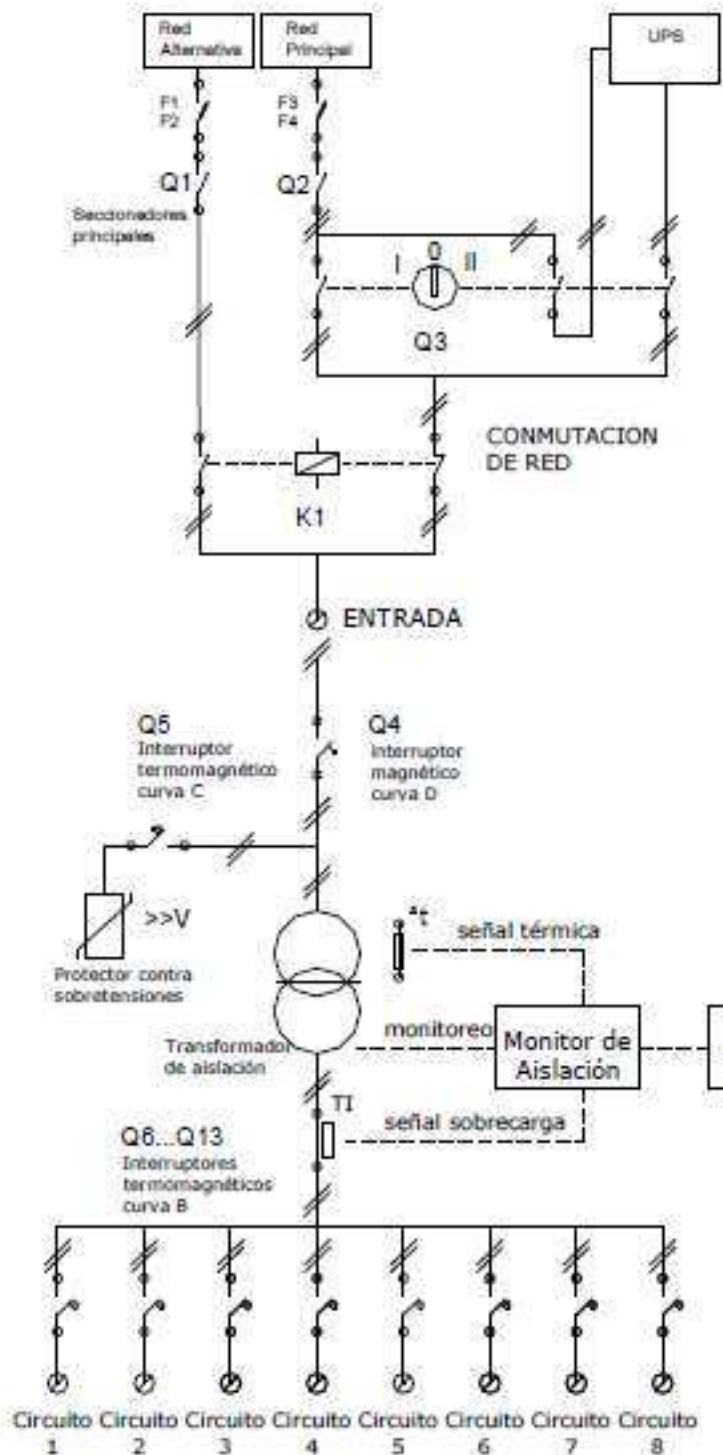 Red
Alternativa
Red
Principal
UPS
F1
F2
F3
F4
Q1
Q2
Seccionadores
principales
I
0
II
Q3
CONMUTACION
DE RED
K1
ENTRADA
Q5
Interruptor
termomagnético
curva C
Q4
interruptor
magnético
curva D
>>V
Protector contra
sobretensiones
°t
señal térmica
monitoreo
Monitor de
Aislación
Transformador
de aislación
TI
señal sobrecarga
Q6...Q13
Interruptores
termomagnéticos
curva B
Circuito Circuito Circuito Circuito Circuito Circuito Circuito Circuito
1 2 3 4 5 6 7 8